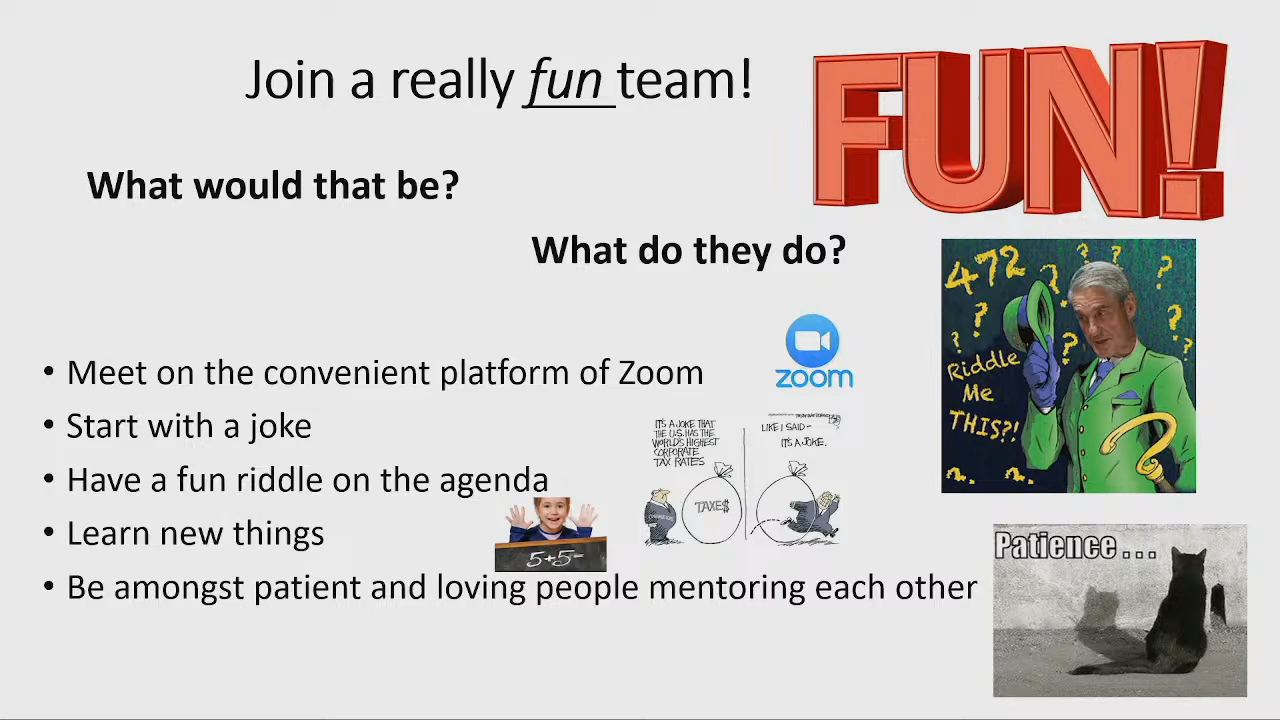 Join a really fun team!
FUN!
What would that be?
What do they do?
472
Riddle
Me
THIS?!
Meet on the convenient platform of Zoom
zoom
Start with a joke
IT'S A JOKE THAT
THE U.S. HAS THE
WORLD'S HIGHEST
CORPORATE
TAX RATES
TAXE$
LIKE I SAID-
IT'S A JOKE.
Have a fun riddle on the agenda
Learn new things
5+5=
Be amongst patient and loving people mentoring each other
Patience...